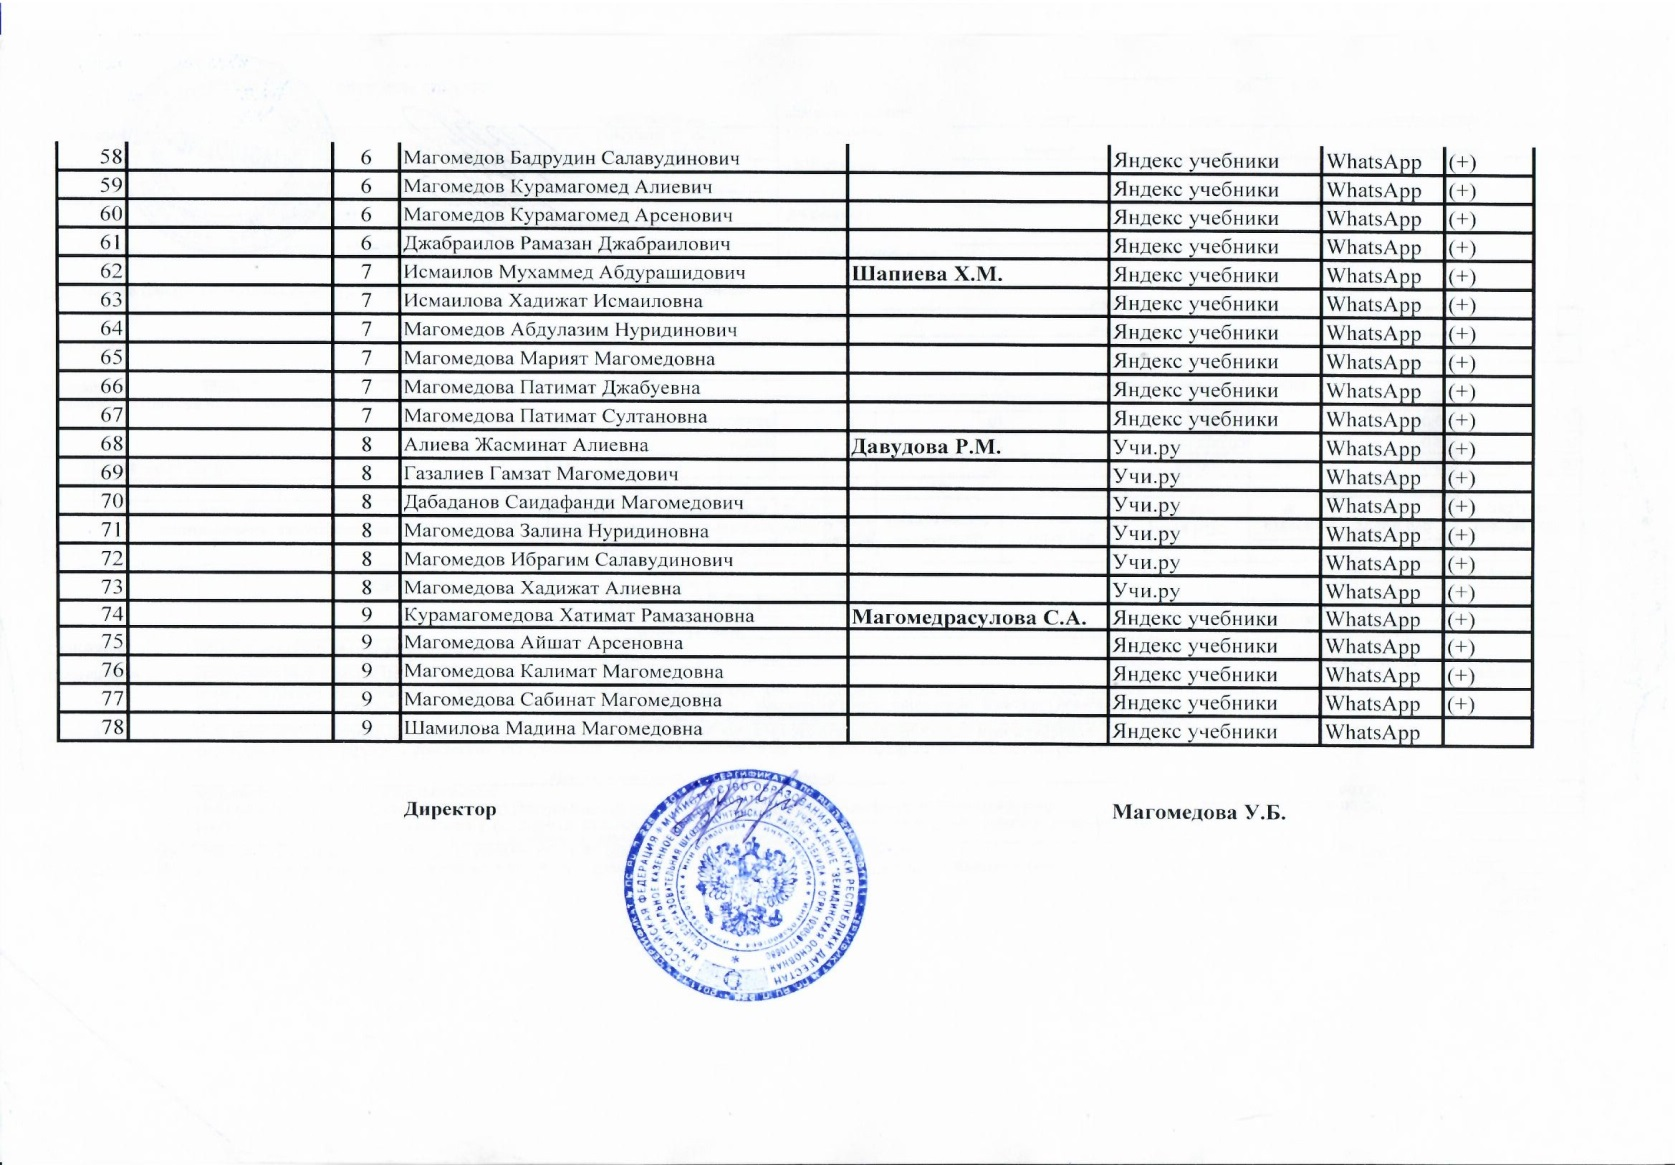 58 6 Магомедов Бадрудин Салавудинович Яндекс учебники WhatsApp (+)
59 6 Магомедов Курамагомед Алиевич Яндекс учебники WhatsApp (+)
60 6 Магомедов Курамагомед Арсенович Яндекс учебники WhatsApp (+)
61 6 Джабраилов Рамазан Джабраилович Яндекс учебники WhatsApp (+)
62 7 Исмаилов Мухаммед Абдурашидович Шапиева Х.М. Яндекс учебники WhatsApp (+)
63 7 Исмаилова Хадижат Исмаиловна Яндекс учебники WhatsApp (+)
64 7 Магомедов Абдулазим Нуридинович Яндекс учебники WhatsApp (+)
65 7 Магомедова Марият Магомедовна Яндекс учебники WhatsApp (+)
66 7 Магомедова Патимат Джабуевна Яндекс учебники WhatsApp (+)
67 7 Магомедова Патимат Султановна Яндекс учебники WhatsApp (+)
68 8 Алиева Жасминат Алиевна Давудова Р.М. Учи.ру WhatsApp (+)
69 8 Газалиев Гамзат Магомедович Учи.ру WhatsApp (+)
70 8 Дабаданов Саидафанди Магомедович Учи.ру WhatsApp (+)
71 8 Магомедова Залина Нуридиновна Учи.ру WhatsApp (+)
72 8 Магомедов Ибрагим Салавудинович Учи.ру WhatsApp (+)
73 8 Магомедова Хадижат Алиевна Учи.ру WhatsApp (+)
74 9 Курамагомедова Хатимат Рамазановна Магомедрасулова С.А. Яндекс учебники WhatsApp (+)
75 9 Магомедова Айшат Арсеновна Яндекс учебники WhatsApp (+)
76 9 Магомедова Калимат Магомедовна Яндекс учебники WhatsApp (+)
77 9 Магомедова Сабинат Магомедовна Яндекс учебники WhatsApp (+)
78 9 Шамилова Мадина Магомедовна Яндекс учебники WhatsApp
Директор Магомедова У.Б.
РОССИЙСКАЯ ФЕДЕРАЦИЯ МИНИСТЕРСТВО ОБРАЗОВАНИЯ И НАУКИ РЕСПУБЛИКИ ДАГЕСТАН